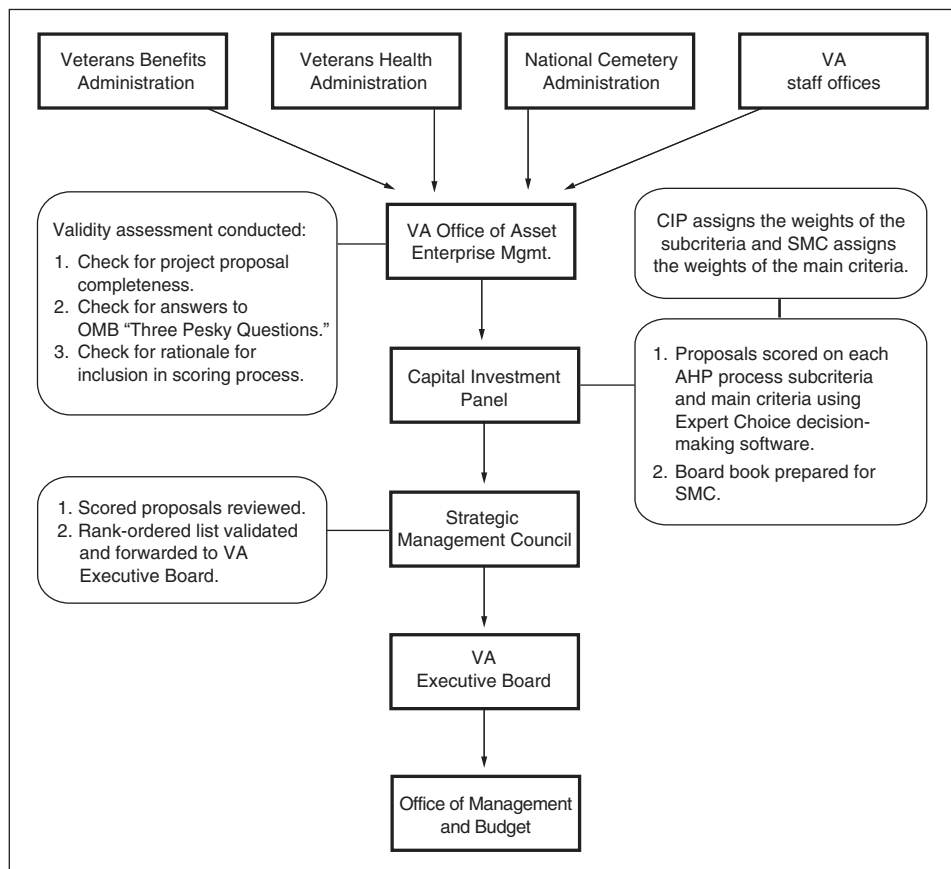 Veterans Benefits
Administration
Veterans Health
Administration
National Cemetery
Administration
VA
staff offices
Validity assessment conducted:
1. Check for project proposal
completeness.
2. Check for answers to
OMB “Three Pesky Questions.”
3. Check for rationale for
inclusion in scoring process.
VA Office of Asset
Enterprise Mgmt.
CIP assigns the weights of the
subcriteria and SMC assigns
the weights of the main criteria.
Capital Investment
Panel
1. Proposals scored on each
AHP process subcriteria
and main criteria using
Expert Choice decision-
making software.
2. Board book prepared for
SMC.
1. Scored proposals reviewed.
2. Rank-ordered list validated
and forwarded to VA
Executive Board.
Strategic
Management Council
VA
Executive Board
Office of Management
and Budget